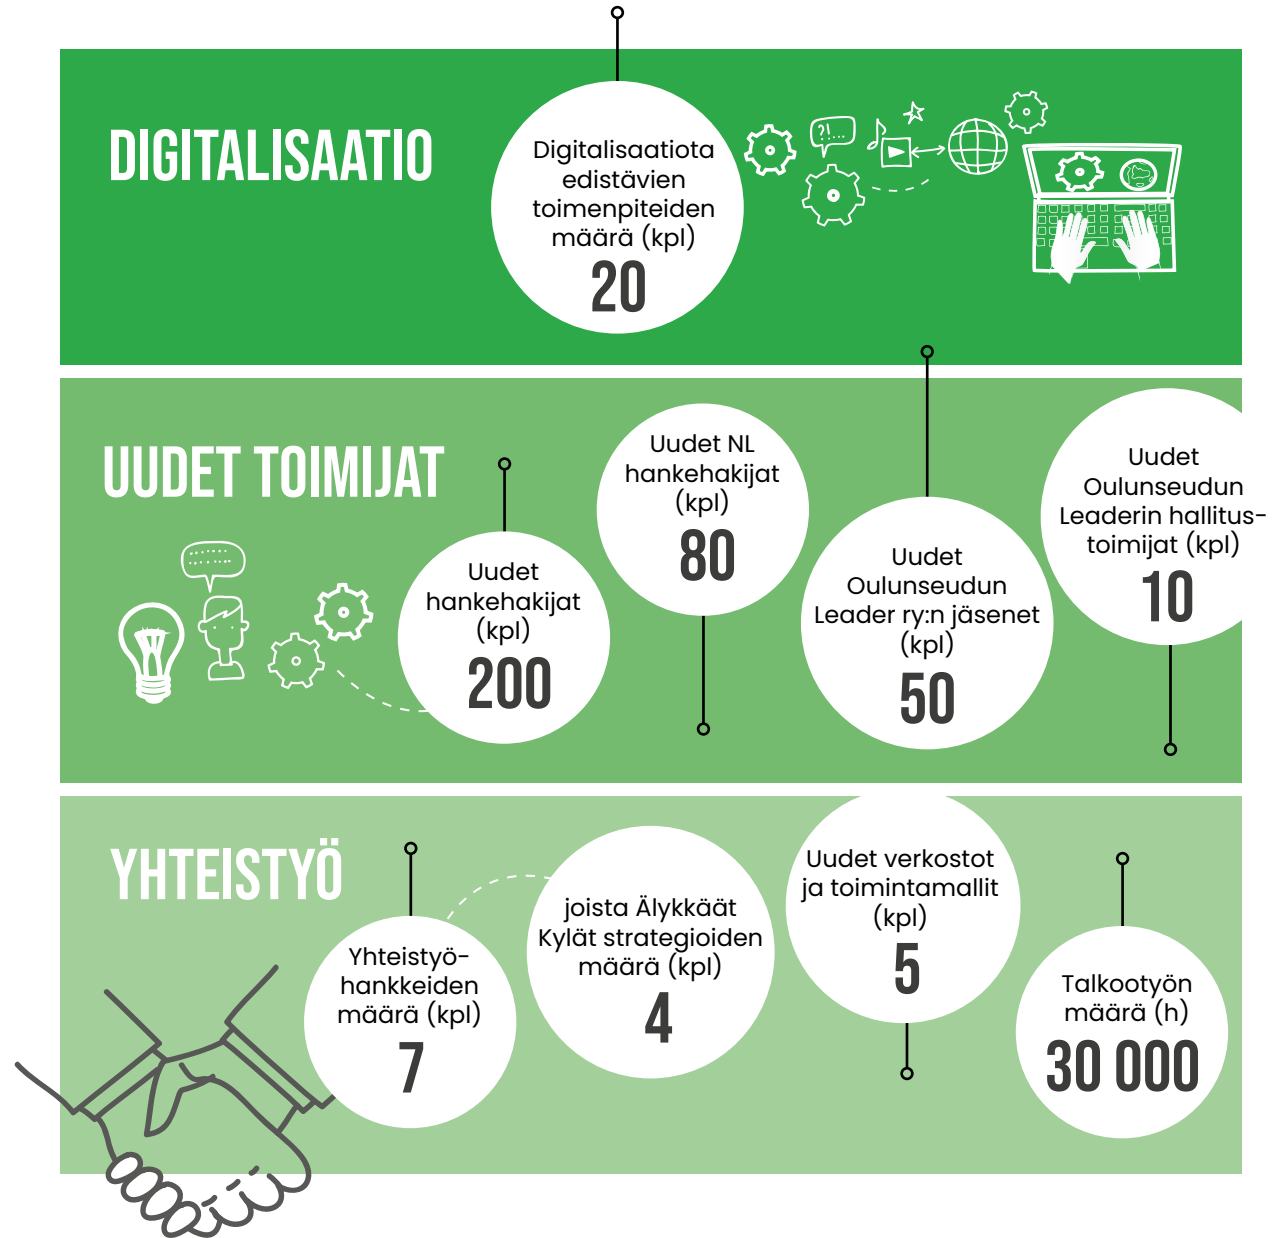 DIGITALISAATIO
Digitalisaatiota
edistävien
toimenpiteiden
määrä (kpl)
20
?!...
UUDET TOIMIJAT
Uudet
hankehakijat
(kpl)
200
Uudet NL
hankehakijat
(kpl)
80
Uudet
Oulunseudun
Leader ry:n jäsenet
(kpl)
50
Uudet
Oulunseudun
Leaderin hallitus-
toimijat (kpl)
10
YHTEISTYÖ
Yhteistyö-
hankkeiden
määrä (kpl)
7
joista Älykkäät
Kylät strategioiden
määrä (kpl)
4
Uudet verkostot
ja toimintamallit
(kpl)
5
Talkootyön
määrä (h)
30 000